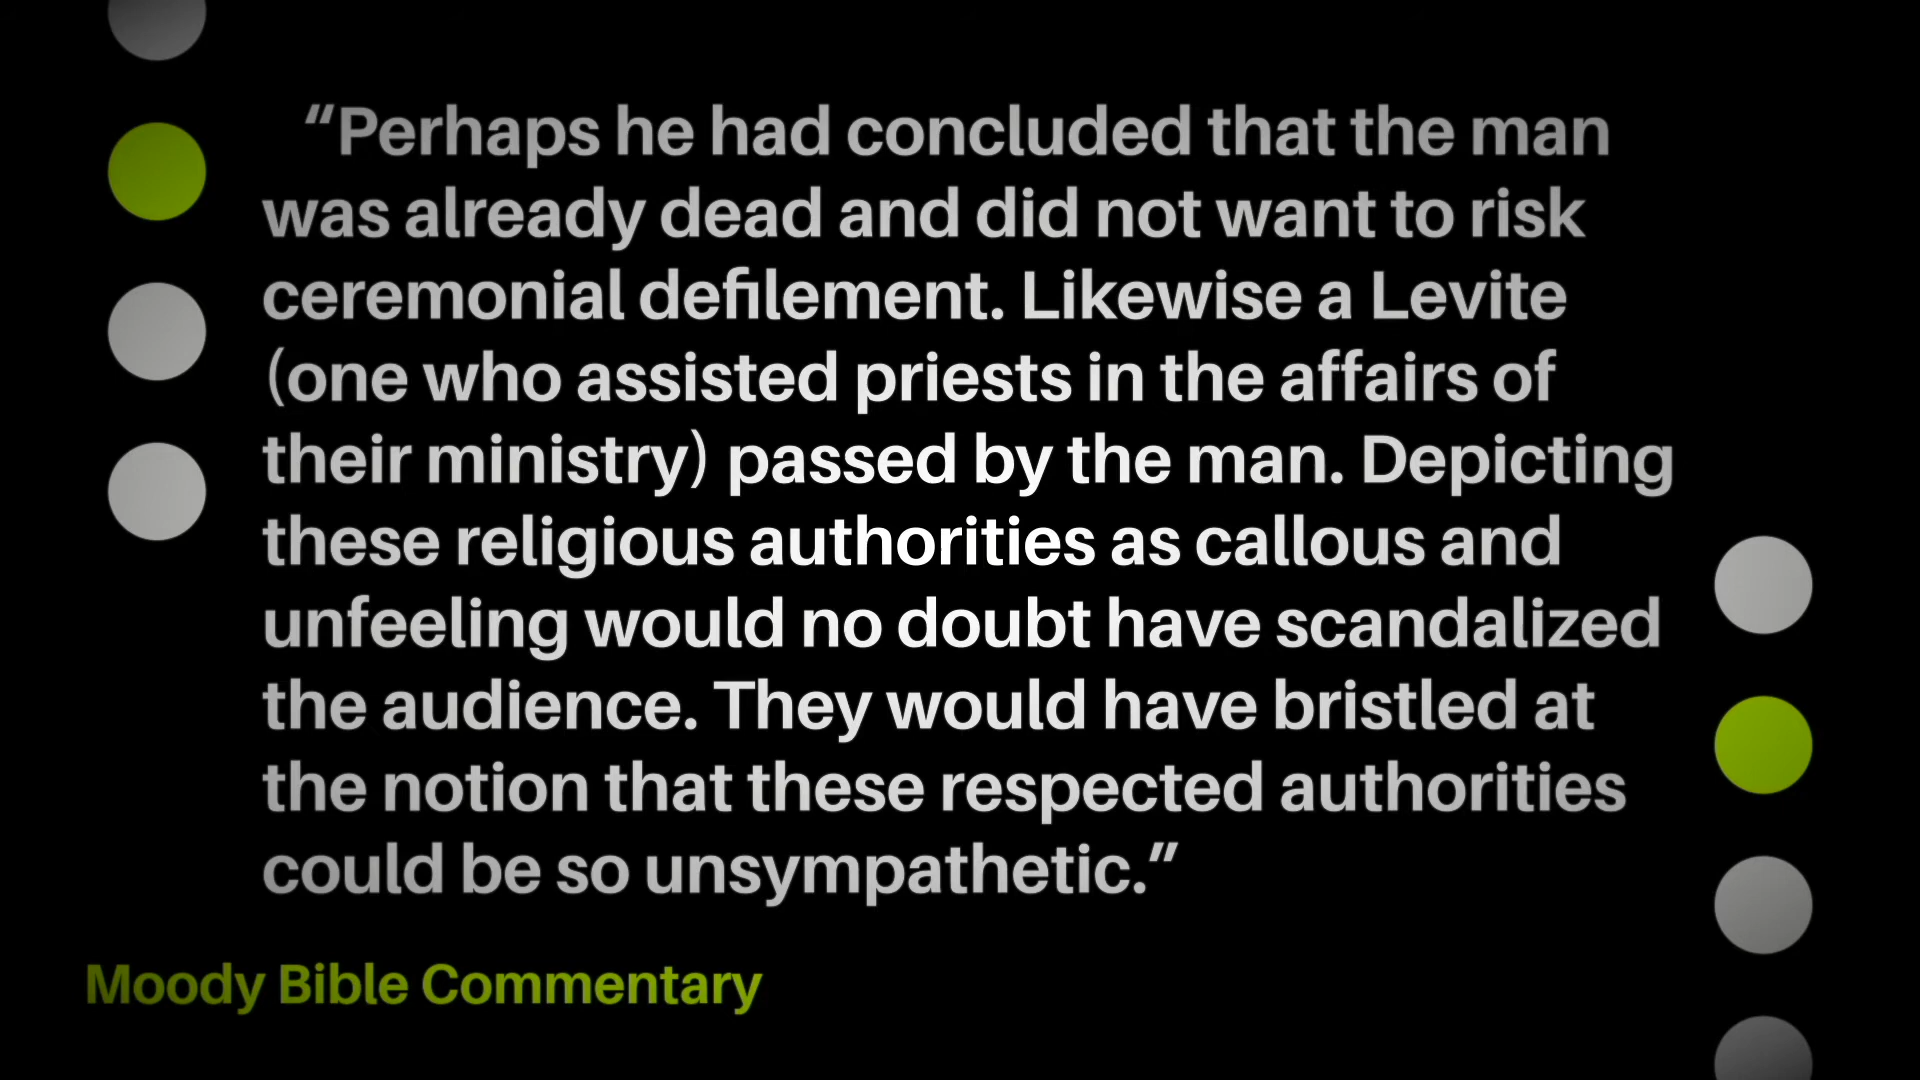 “Perhaps he had concluded that the man
was already dead and did not want to risk
ceremonial defilement. Likewise a Levite
(one who assisted priests in the affairs of
their ministry) passed by the man. Depicting
these religious authorities as callous and
unfeeling would no doubt have scandalized
the audience. They would have bristled at
the notion that these respected authorities
could be so unsympathetic.”
Moody Bible Commentary